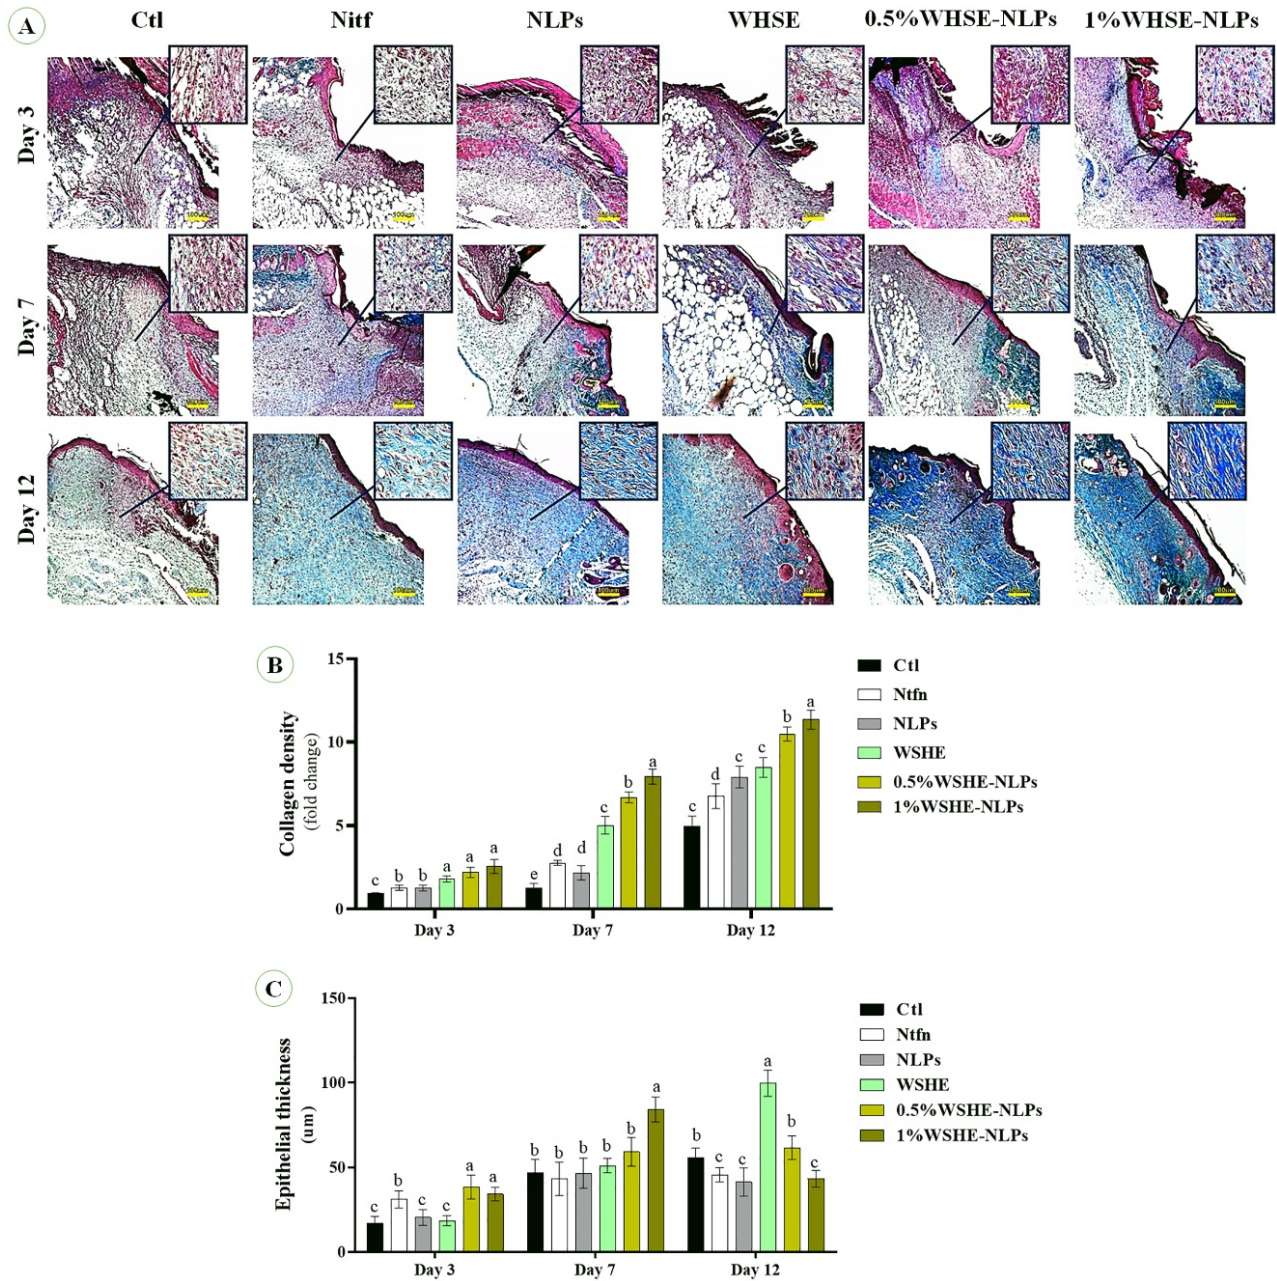 A
Ctl Nitf NLPs WHSE 0.5%WHSE-NLPs 1%WHSE-NLPs
Day 3
Day 7
Day 12
B
15
10
5
0
Collagen density
(fold change)
c b b a a a
e d d c b a
c d c c b a
Day 3 Day 7 Day 12
Ctl
Ntfn
NLPs
WSHE
0.5%WSHE-NLPs
1%WSHE-NLPs
C
150
100
50
0
Epithelial thickness
(um)
c b c c a a
b b b b b a
b c c a b c
Day 3 Day 7 Day 12
Ctl
Ntfn
NLPs
WSHE
0.5%WSHE-NLPs
1%WSHE-NLPs